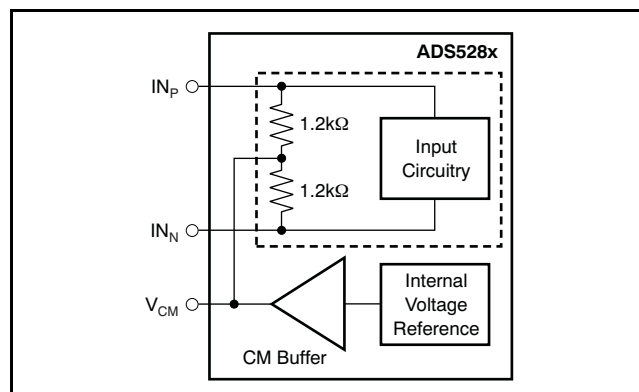 ADS528x
IN_P
1.2kΩ
Input
Circuitry
1.2kΩ
IN_N
V_CM
Internal
Voltage
Reference
CM Buffer